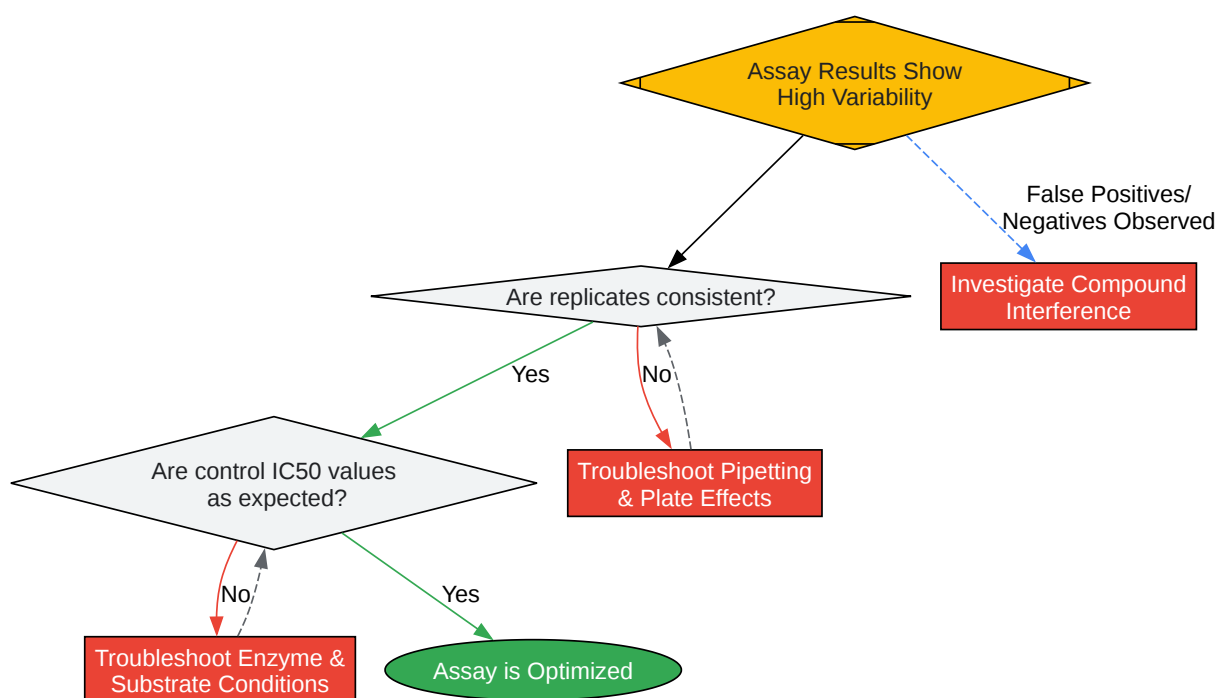 Assay Results Show
High Variability
False Positives/
Negatives Observed
Are replicates consistent?
Investigate Compound
Interference
Yes
No
Are control IC50 values
as expected?
Troubleshoot Pipetting
& Plate Effects
No
Yes
Troubleshoot Enzyme &
Substrate Conditions
Assay is Optimized